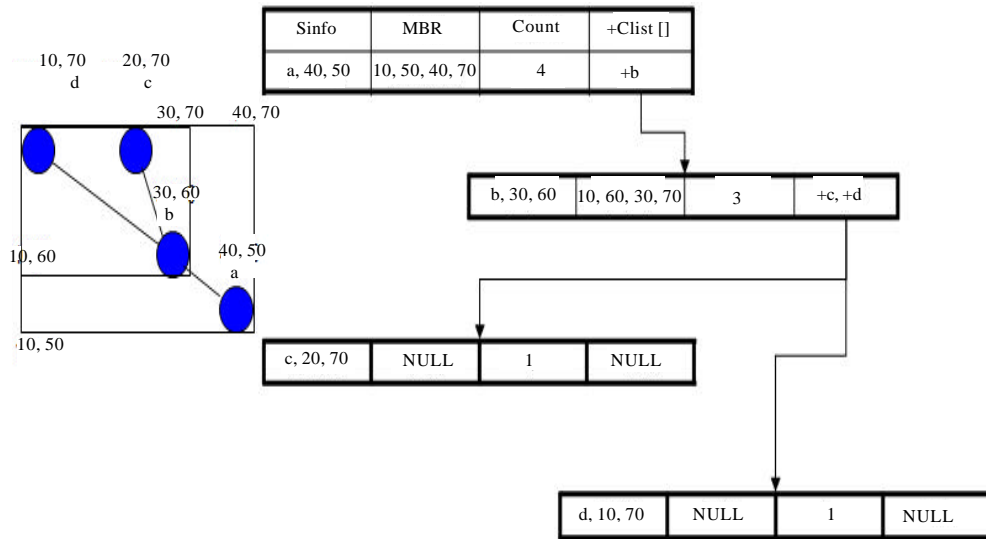 Sinfo MBR Count +Clist []
a, 40, 50 10, 50, 40, 70 4 +b
10, 70 20, 70
d c
30, 70 40, 70
30, 60
b
10, 60
40, 50
a
10, 50
b, 30, 60 10, 60, 30, 70 3 +c, +d
c, 20, 70 NULL 1 NULL
d, 10, 70 NULL 1 NULL